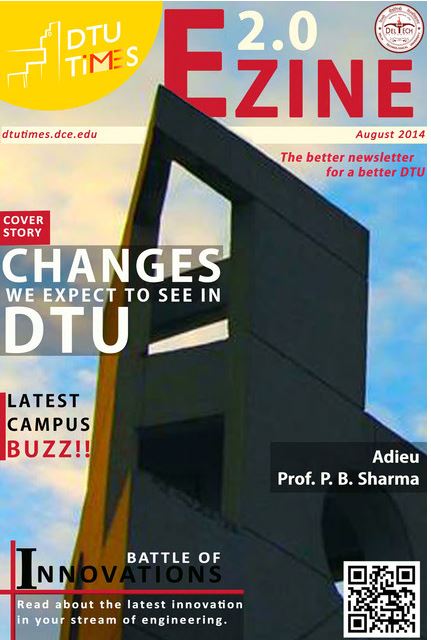 DTU
TiMES
EZINE
2.0
DELTECH
dtutimes.dce.edu
August 2014
The better newsletter
for a better DTU
COVER
STORY
CHANGES
WE EXPECT TO SEE IN
DTU
LATEST
CAMPUS
BUZZ!!
Adieu
Prof. P. B. Sharma
BATTLE OF
INNOVATIONS
Read about the latest innovation
in your stream of engineering.